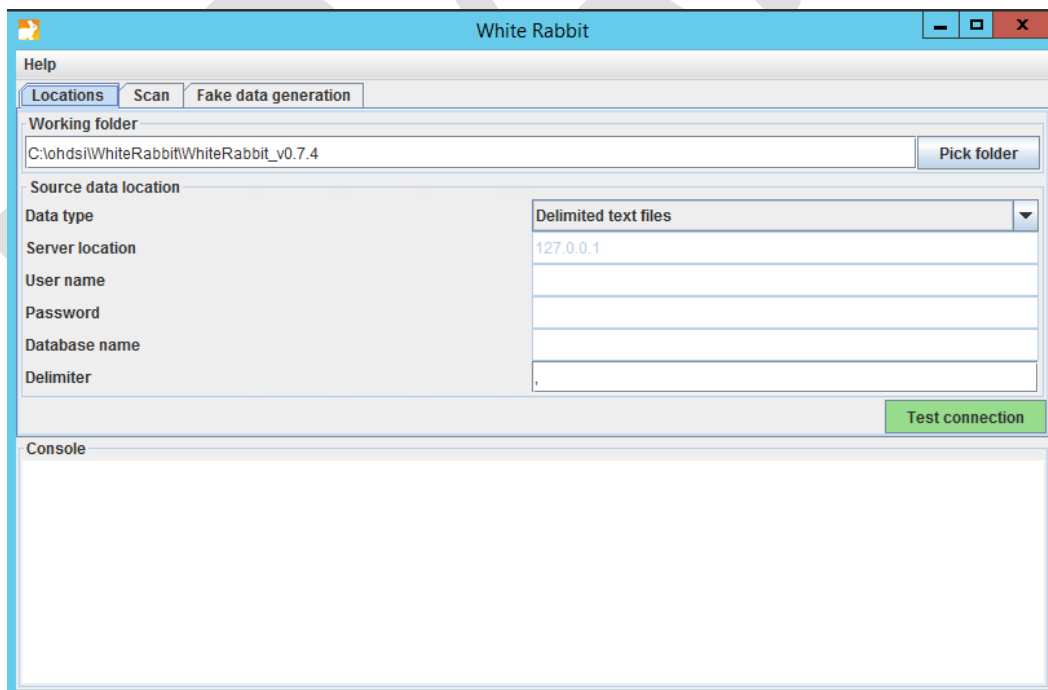 White Rabbit
Help
Locations Scan Fake data generation
Working folder
C:\ohdsi\WhiteRabbit\WhiteRabbit_v0.7.4 Pick folder
Source data location
Data type Delimited text files
Server location 127.0.0.1
User name
Password
Database name
Delimiter ,
Test connection
Console